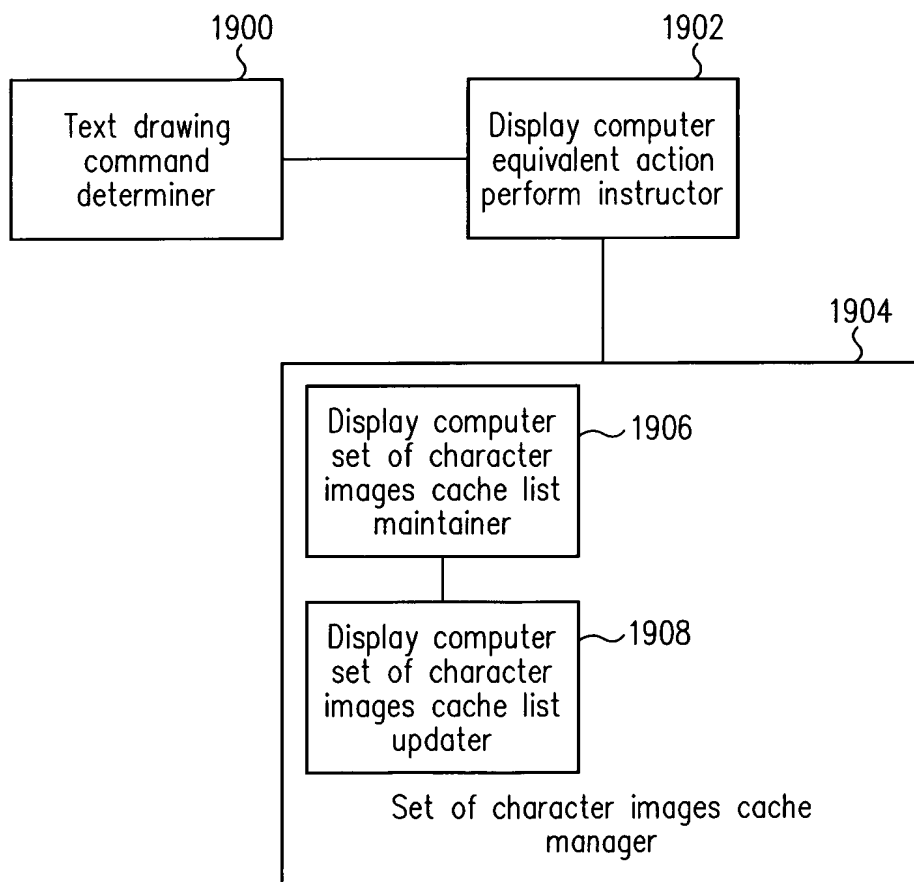 1900
1902
Text drawing
command
determiner
Display computer
equivalent action
perform instructor
1904
Display computer
set of character
images cache list
maintainer
1906
Display computer
set of character
images cache list
updater
1908
Set of character images cache
manager